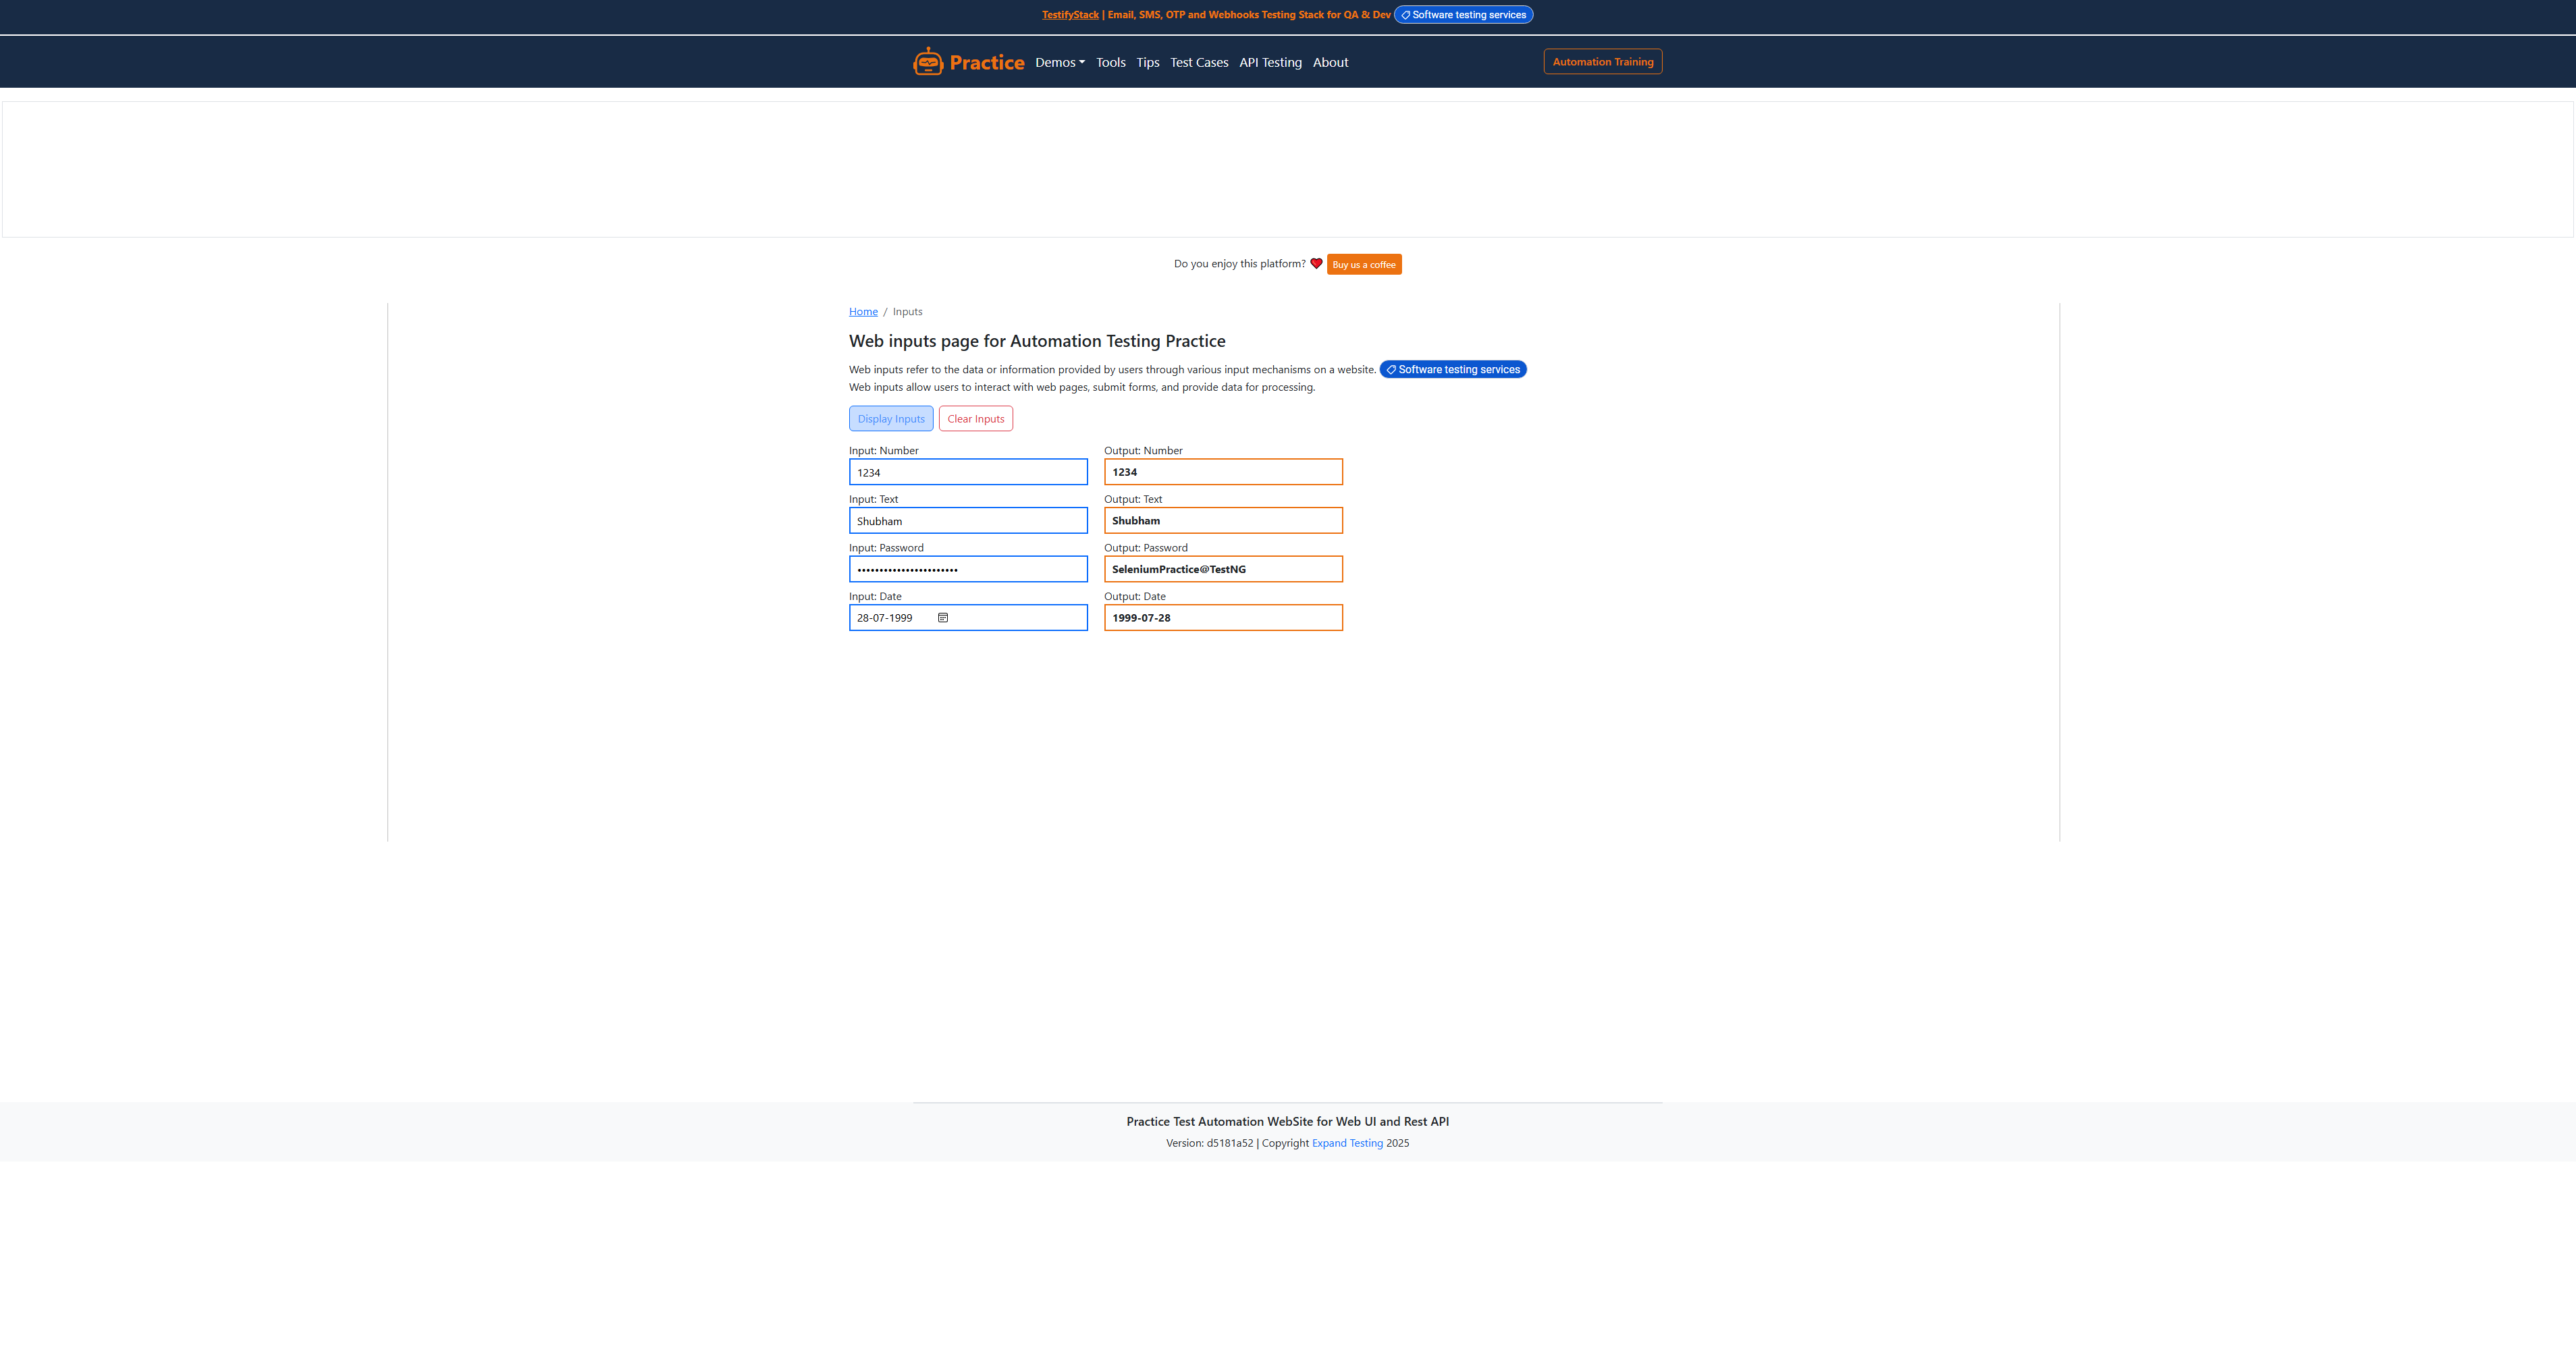 TestifyStack | Email, SMS, OTP and Webhooks Testing Stack for QA & Dev Software testing services
Practice Demos Tools Tips Test Cases API Testing About Automation Training
Do you enjoy this platform? Buy us a coffee
Home / Inputs
Web inputs page for Automation Testing Practice
Web inputs refer to the data or information provided by users through various input mechanisms on a website. Software testing services
Web inputs allow users to interact with web pages, submit forms, and provide data for processing.
Display Inputs Clear Inputs
Input: Number Output: Number
1234 1234
Input: Text Output: Text
Shubham Shubham
Input: Password Output: Password
••••••••••••••••••••••• SeleniumPractice@TestNG
Input: Date Output: Date
28-07-1999 1999-07-28
Practice Test Automation WebSite for Web UI and Rest API
Version: d5181a52 | Copyright Expand Testing 2025